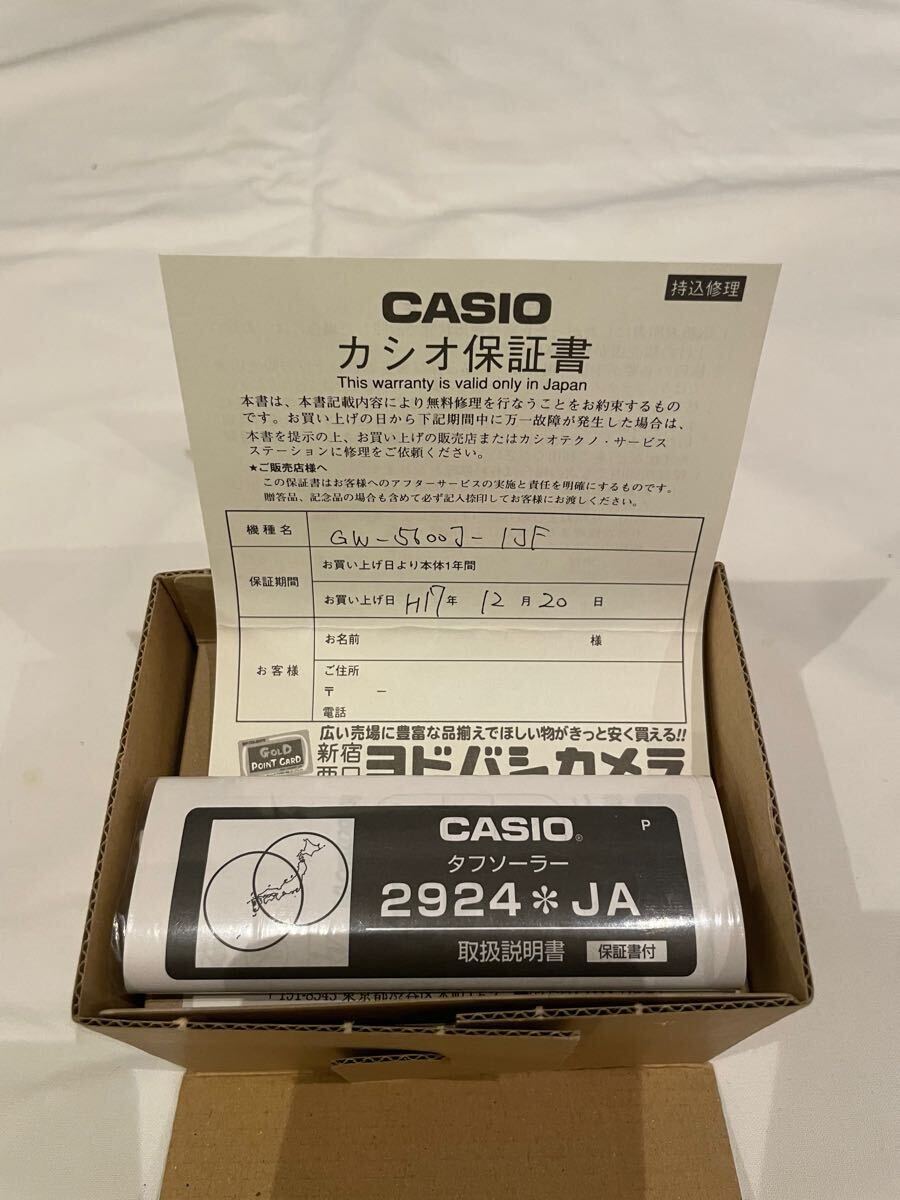 持込修理
CASIO
カシオ保証書
This warranty is valid only in Japan
本書は、本書記載内容により無料修理を行なうことをお約束するもの
です。お買い上げの日から下記期間中に万一故障が発生した場合は、
本書を提示の上、お買い上げの販売店またはカシオテクノ・サービス
ステーションに修理をご依頼ください。
★ご販売店様へ
この保証書はお客様へのアフターサービスの実施と責任を明確にするものです。
贈答品、記念品の場合も含めて必ず記入捺印してお客様にお渡しください。
機種名 GW-5600J-1JF
保証期間 お買い上げ日より本体1年間
お買い上げ日 H17年 12月20日
お客様 お名前 様
ご住所
〒 －
電話
広い売場に豊富な品揃えでほしい物がきっと安く買える!!
GOLD POINT CARD
新宿西口 ヨドバシカメラ
CASIO® P
タフソーラー
2924＊JA
取扱説明書 保証書付
〒151-8543 東京都渋谷区